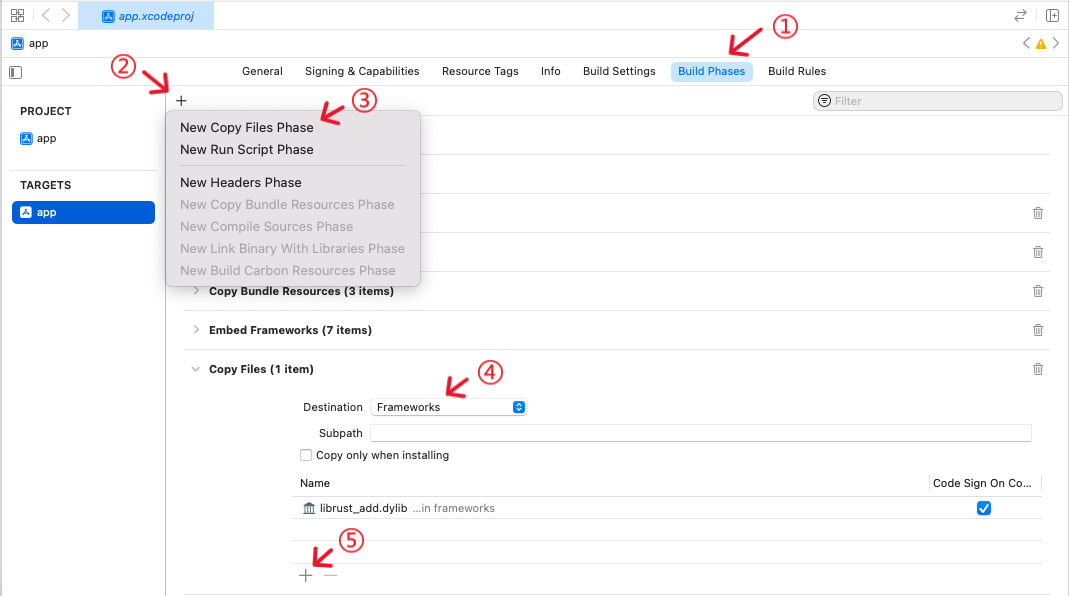 app.xcodeproj
app
①
②
General Signing & Capabilities Resource Tags Info Build Settings Build Phases Build Rules
PROJECT
app
TARGETS
app
+
Filter
③
New Copy Files Phase
New Run Script Phase
New Headers Phase
New Copy Bundle Resources Phase
New Compile Sources Phase
New Link Binary With Libraries Phase
New Build Carbon Resources Phase
Copy Bundle Resources (3 items)
Embed Frameworks (7 items)
Copy Files (1 item)
④
Destination Frameworks
Subpath
Copy only when installing
Name Code Sign On Co...
librust_add.dylib ...in frameworks
⑤
+ −